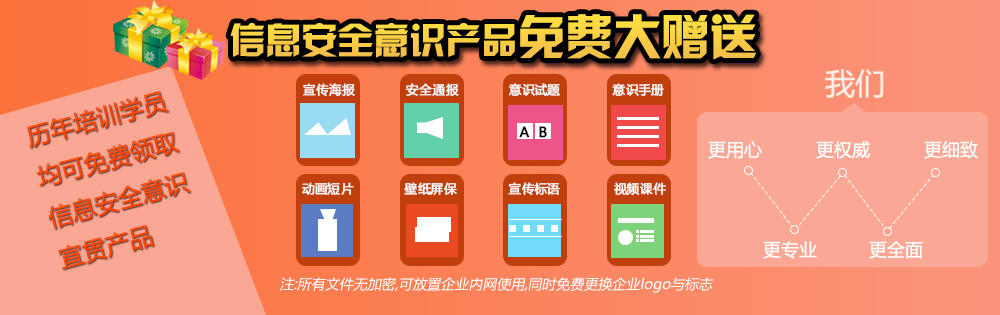 信息安全意识产品免费大赠送
历年培训学员
均可免费领取
信息安全意识
宣贯产品
宣传海报
安全通报
意识试题
AB
意识手册
动画短片
壁纸屏保
宣传标语
视频课件
注:所有文件无加密,可放置企业内网使用,同时免费更换企业logo与标志
我们
更用心
更权威
更细致
更专业
更全面